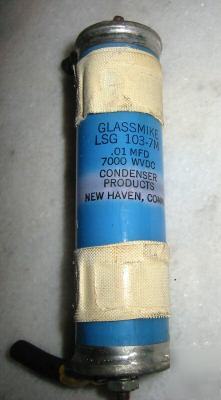 GLASSMIKE
LSG 103-7M
.01 MFD
7000 WVDC
CONDENSER
PRODUCTS
NEW HAVEN, CONN